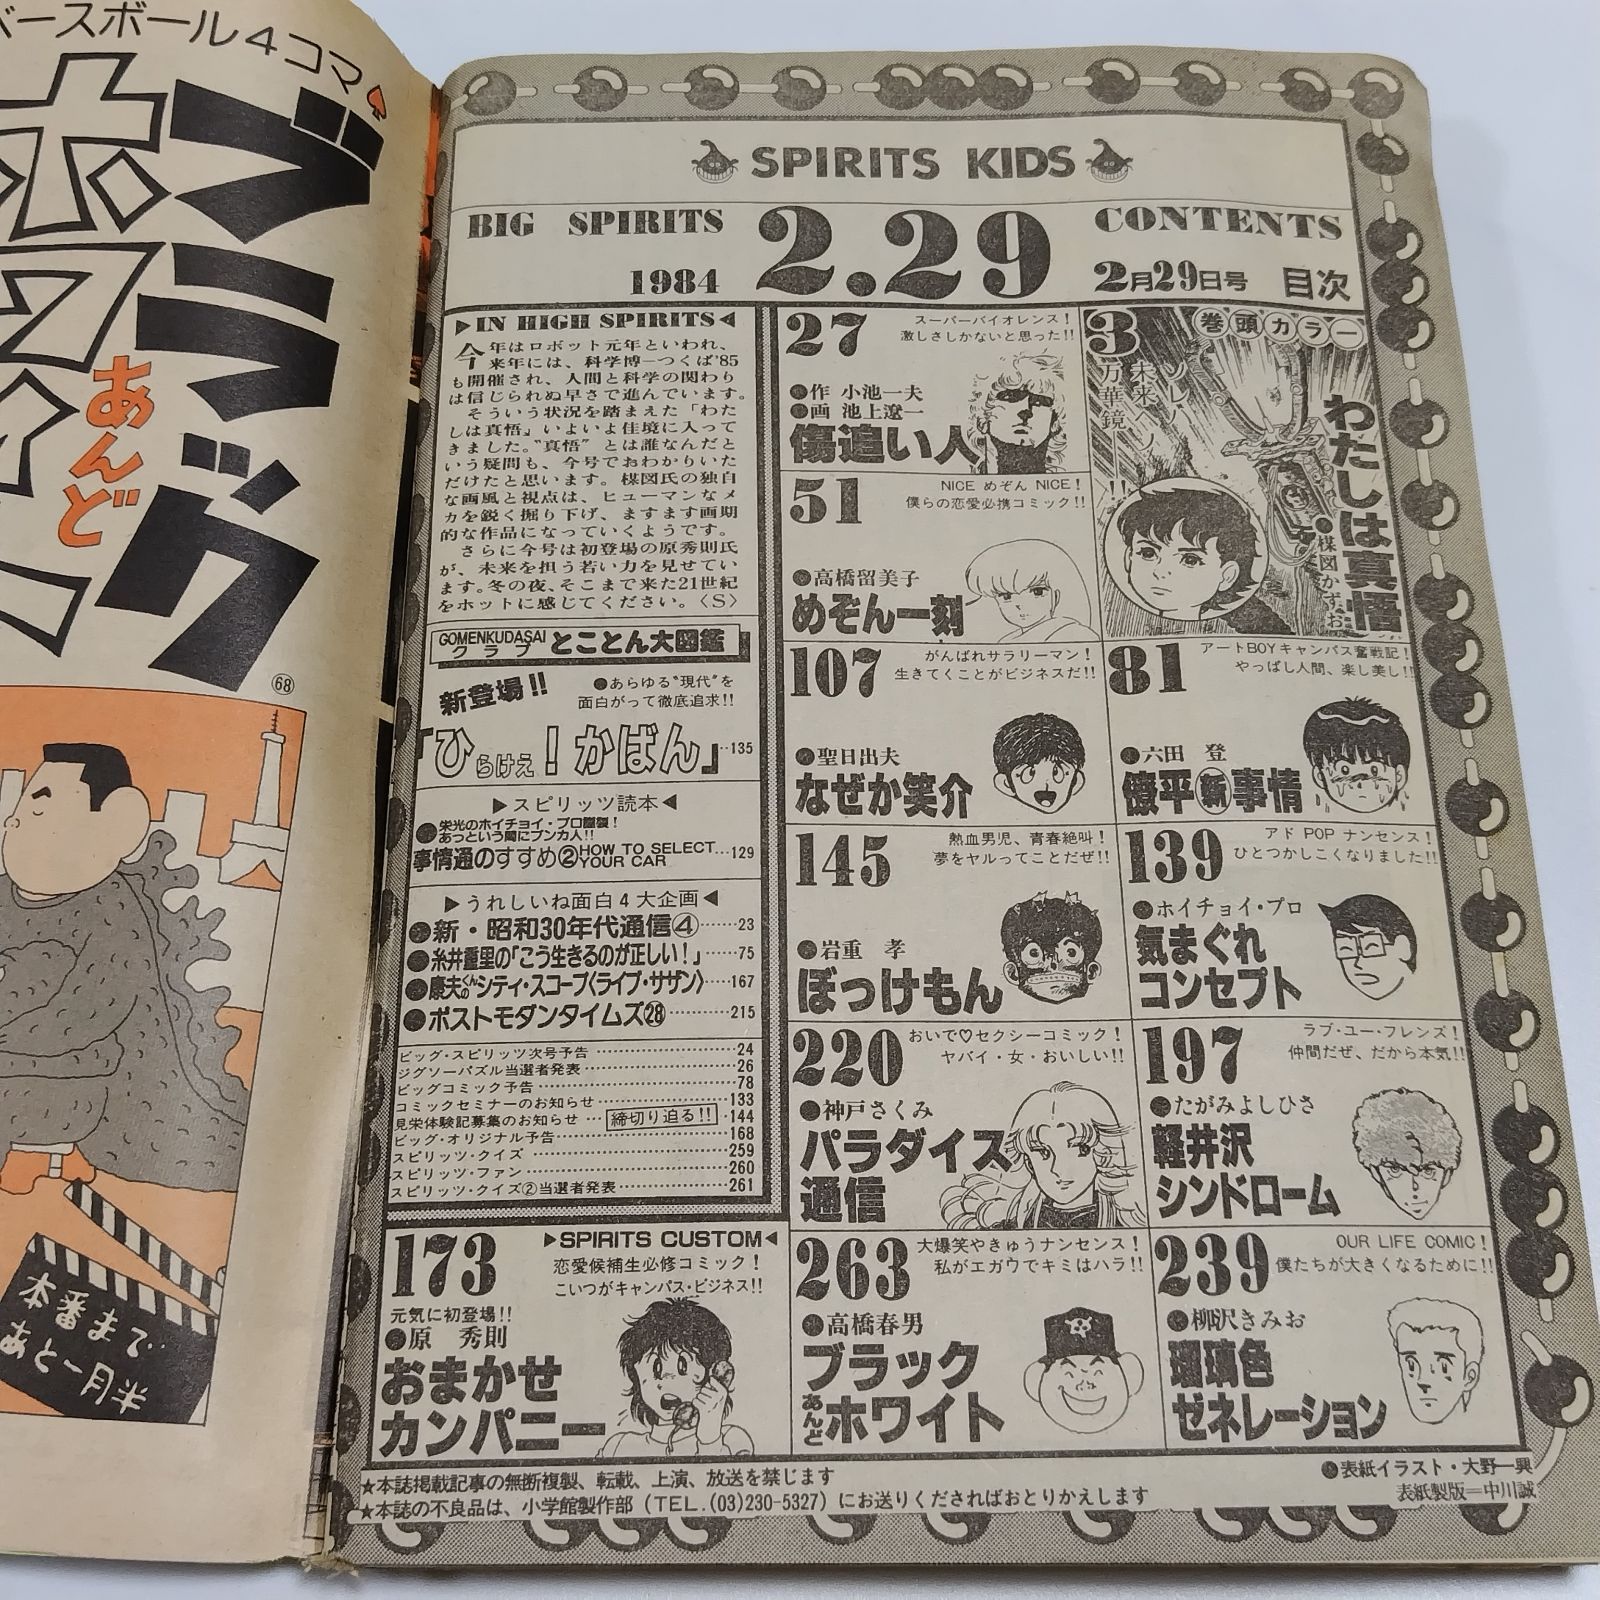 ベースボール4コマ
ブラック
あんど
ホワイト
68
本番まで‥
あと一月半
SPIRITS KIDS
BIG SPIRITS
1984
2.29
CONTENTS
2月29日号 目次
▶IN HIGH SPIRITS◀
今年はロボット元年といわれ、
来年には、科学博—つくば'85
も開催され、人間と科学の関わり
は信じられぬ早さで進んでいます。
そういう状況を踏まえた「わた
しは真悟」いよいよ佳境に入って
きました。〝真悟〟とは誰なんだと
いう疑問も、今号でおわかりいた
だけたと思います。楳図氏の独自
な画風と視点は、ヒューマンなメ
カを鋭く掘り下げ、ますます画期
的な作品になっていくようです。
さらに今号は初登場の原秀則氏
が、未来を担う若い力を見せてい
ます。冬の夜、そこまで来た21世紀
をホットに感じてください。〈S〉
GOMENKUDASAI
クラブ
とことん大図鑑
新登場!!
●あらゆる〝現代〟を
面白がって徹底追求!!
「ひらけえ!かばん」‥135
▶スピリッツ読本◀
●栄光のホイチョイ・プロ謹製!
あっという間にブンカ人!!
事情通のすすめ②HOW TO SELECT
YOUR CAR…129
▶うれしいね面白4大企画◀
●新・昭和30年代通信④……23
●糸井重里の「こう生きるのが正しい!」…75
●康夫くんのシティ・スコープ〈ライブ・サザン〉……167
●ポストモダンタイムズ㉘………215
ビッグ・スピリッツ次号予告………24
ジグソーパズル当選者発表………26
ビッグコミック予告………78
コミックセミナーのお知らせ………133
見栄体験記募集のお知らせ…締切り迫る!!・144
ビッグ・オリジナル予告………168
スピリッツ・クイズ………259
スピリッツ・ファン………260
スピリッツ・クイズ②当選者発表………261
3
巻頭カラー
ソレハ
未来ノ
万華鏡…!!
わたしは真悟
●楳図かずお
27
スーパーバイオレンス!
激しさしかないと思った!!
●作 小池一夫
●画 池上遼一
傷追い人
51
NICE めぞん NICE!
僕らの恋愛必携コミック!!
●高橋留美子
めぞん一刻
81
アートBOYキャンバス奮戦記!
やっぱし人間、楽し美し!!
●六田 登
僚平新事情
107
がんばれサラリーマン!
生きてくことがビジネスだ!!
●聖日出夫
なぜか笑介
139
アド POP ナンセンス!
ひとつかしこくなりました!!
●ホイチョイ・プロ
気まぐれ
コンセプト
145
熱血男児、青春絶叫!
夢をヤルってことだぜ!!
●岩重 孝
ぼっけもん
197
ラブ・ユー・フレンズ!
仲間だぜ、だから本気!!
●たがみよしひさ
軽井沢
シンドローム
220
おいで♡セクシーコミック!
ヤバイ・女・おいしい!!
●神戸さくみ
パラダイス
通信
239
OUR LIFE COMIC!
僕たちが大きくなるために!!
●柳沢きみお
瑠璃色
ゼネレーション
263
大爆笑やきゅうナンセンス!
私がエガウでキミはハラ!!
●高橋春男
ブラック
あんど
ホワイト
173
▶SPIRITS CUSTOM◀
恋愛候補生必修コミック!
こいつがキャンパス・ビジネス!!
元気に初登場!!
●原 秀則
おまかせ
カンパニー
★本誌掲載記事の無断複製、転載、上演、放送を禁じます
★本誌の不良品は、小学館製作部(TEL.(03)230-5327)にお送りくださればおとりかえします
●表紙イラスト・大野一興
表紙製版=中川誠